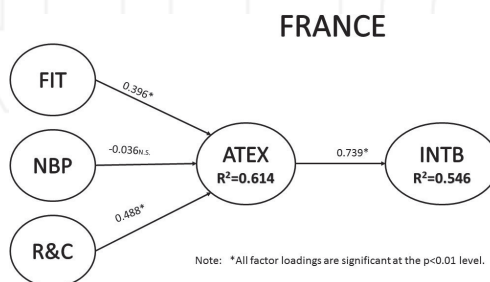 FRANCE
FIT
0.396*
NBP
-0.036N.S.
R&C
0.488*
ATEX
R²=0.614
0.739*
INTB
R²=0.546
Note: *All factor loadings are significant at the p<0.01 level.